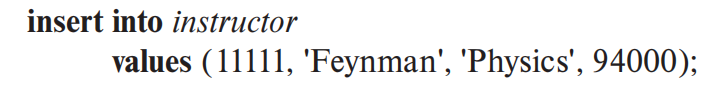 insert into instructor
values (11111, 'Feynman', 'Physics', 94000);